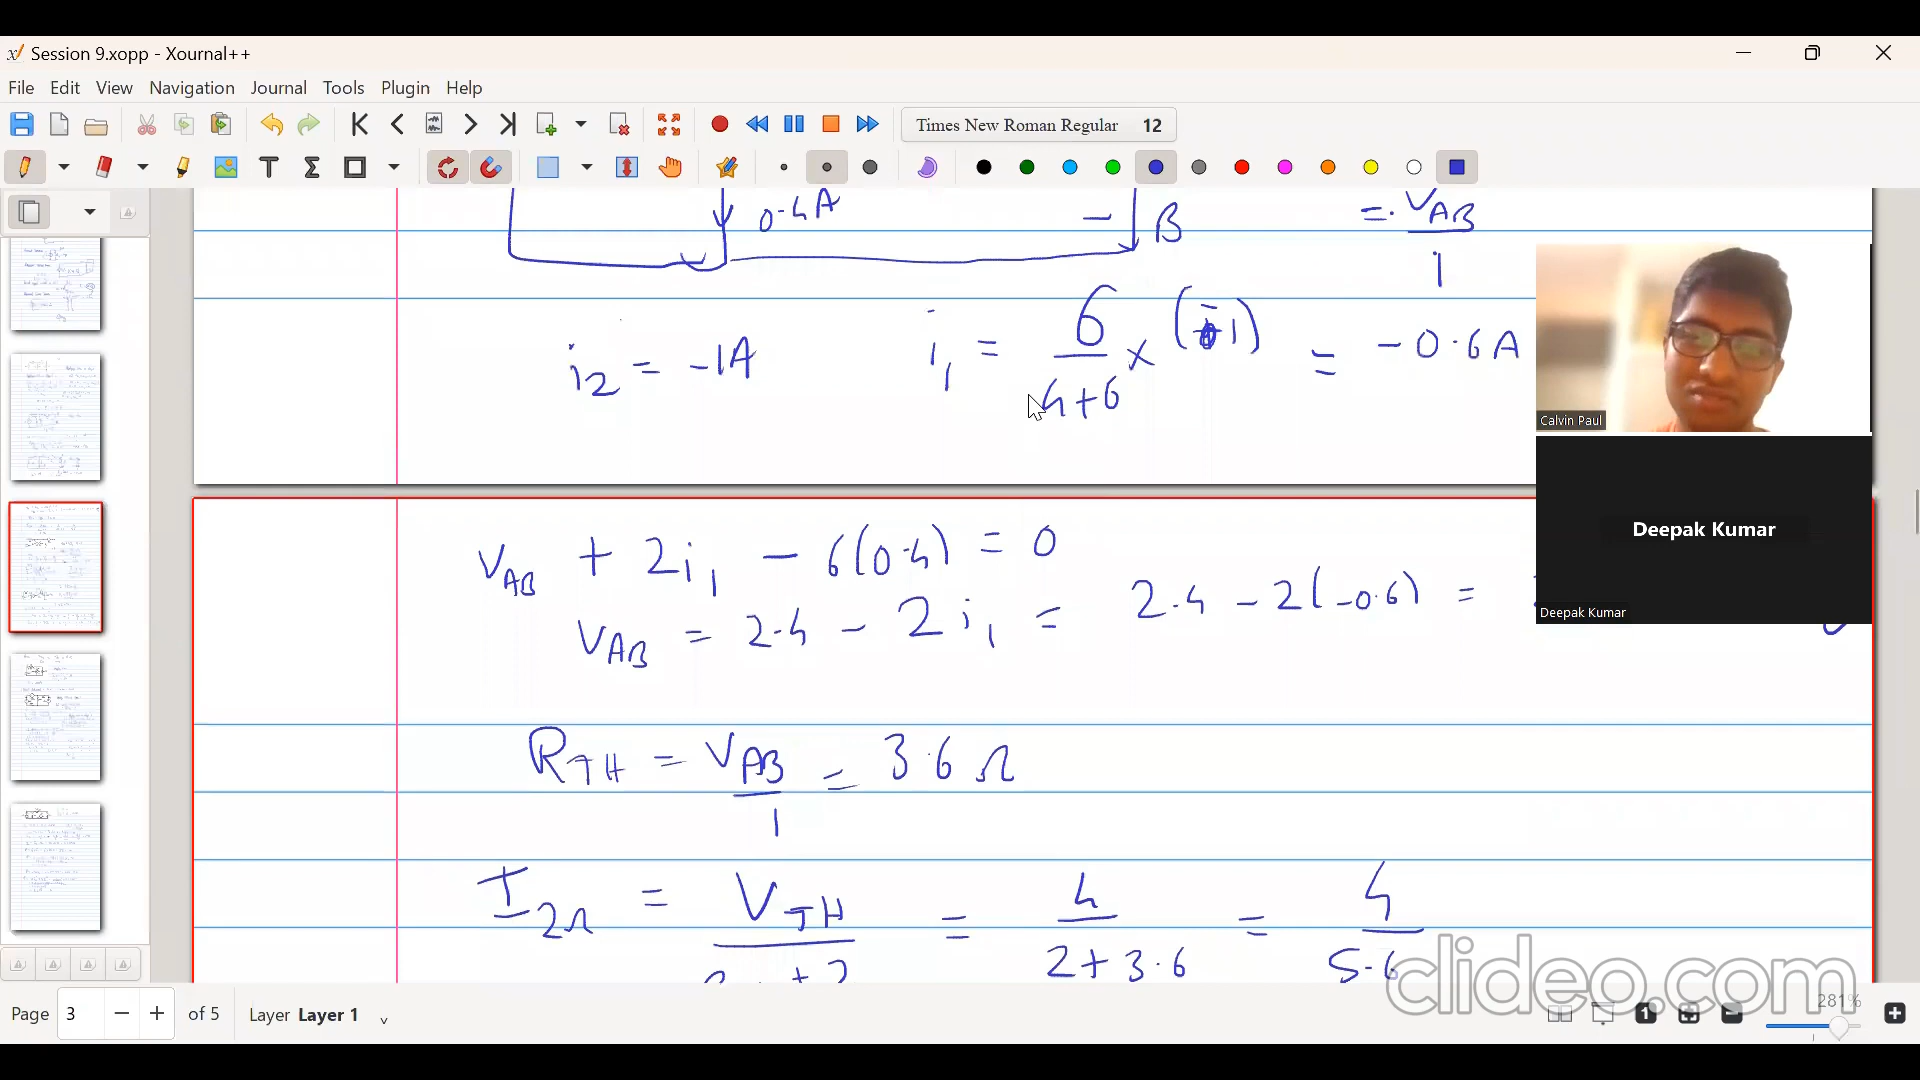 Session 9.xopp - Xournal++
File Edit View Navigation Journal Tools Plugin Help
Times New Roman Regular 12
0.4A
- B
= VAB / 1
i2 = -1A
i1 = 6 / 4+6 × (-1) = -0.6A
Calvin Paul
VAB + 2i1 - 6(0.4) = 0
VAB = 2.4 - 2i1 = 2.4 - 2(-0.6) =
Deepak Kumar
Deepak Kumar
RTH = VAB / 1 = 3.6 Ω
I2Ω = VTH / = 4 / 2+3.6 = 4 / 5.6
clideo.com
Page 3 of 5 Layer Layer 1
281%